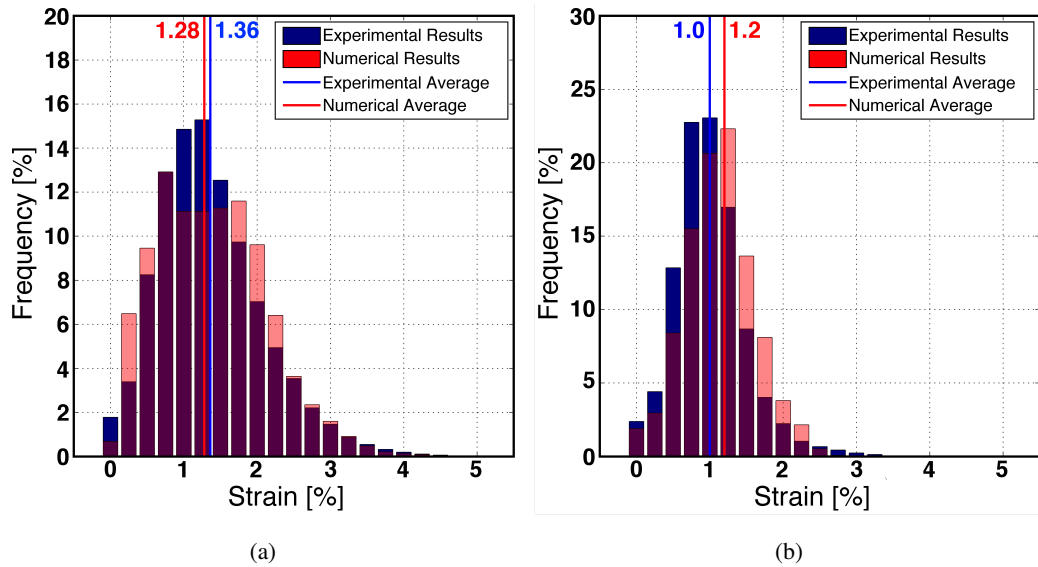 1.28 1.36
Experimental Results
Numerical Results
Experimental Average
Numerical Average
20
18
16
14
12
10
8
6
4
2
0
Frequency [%]
0 1 2 3 4 5
Strain [%]
(a)
1.0 1.2
Experimental Results
Numerical Results
Experimental Average
Numerical Average
30
25
20
15
10
5
0
Frequency [%]
0 1 2 3 4 5
Strain [%]
(b)